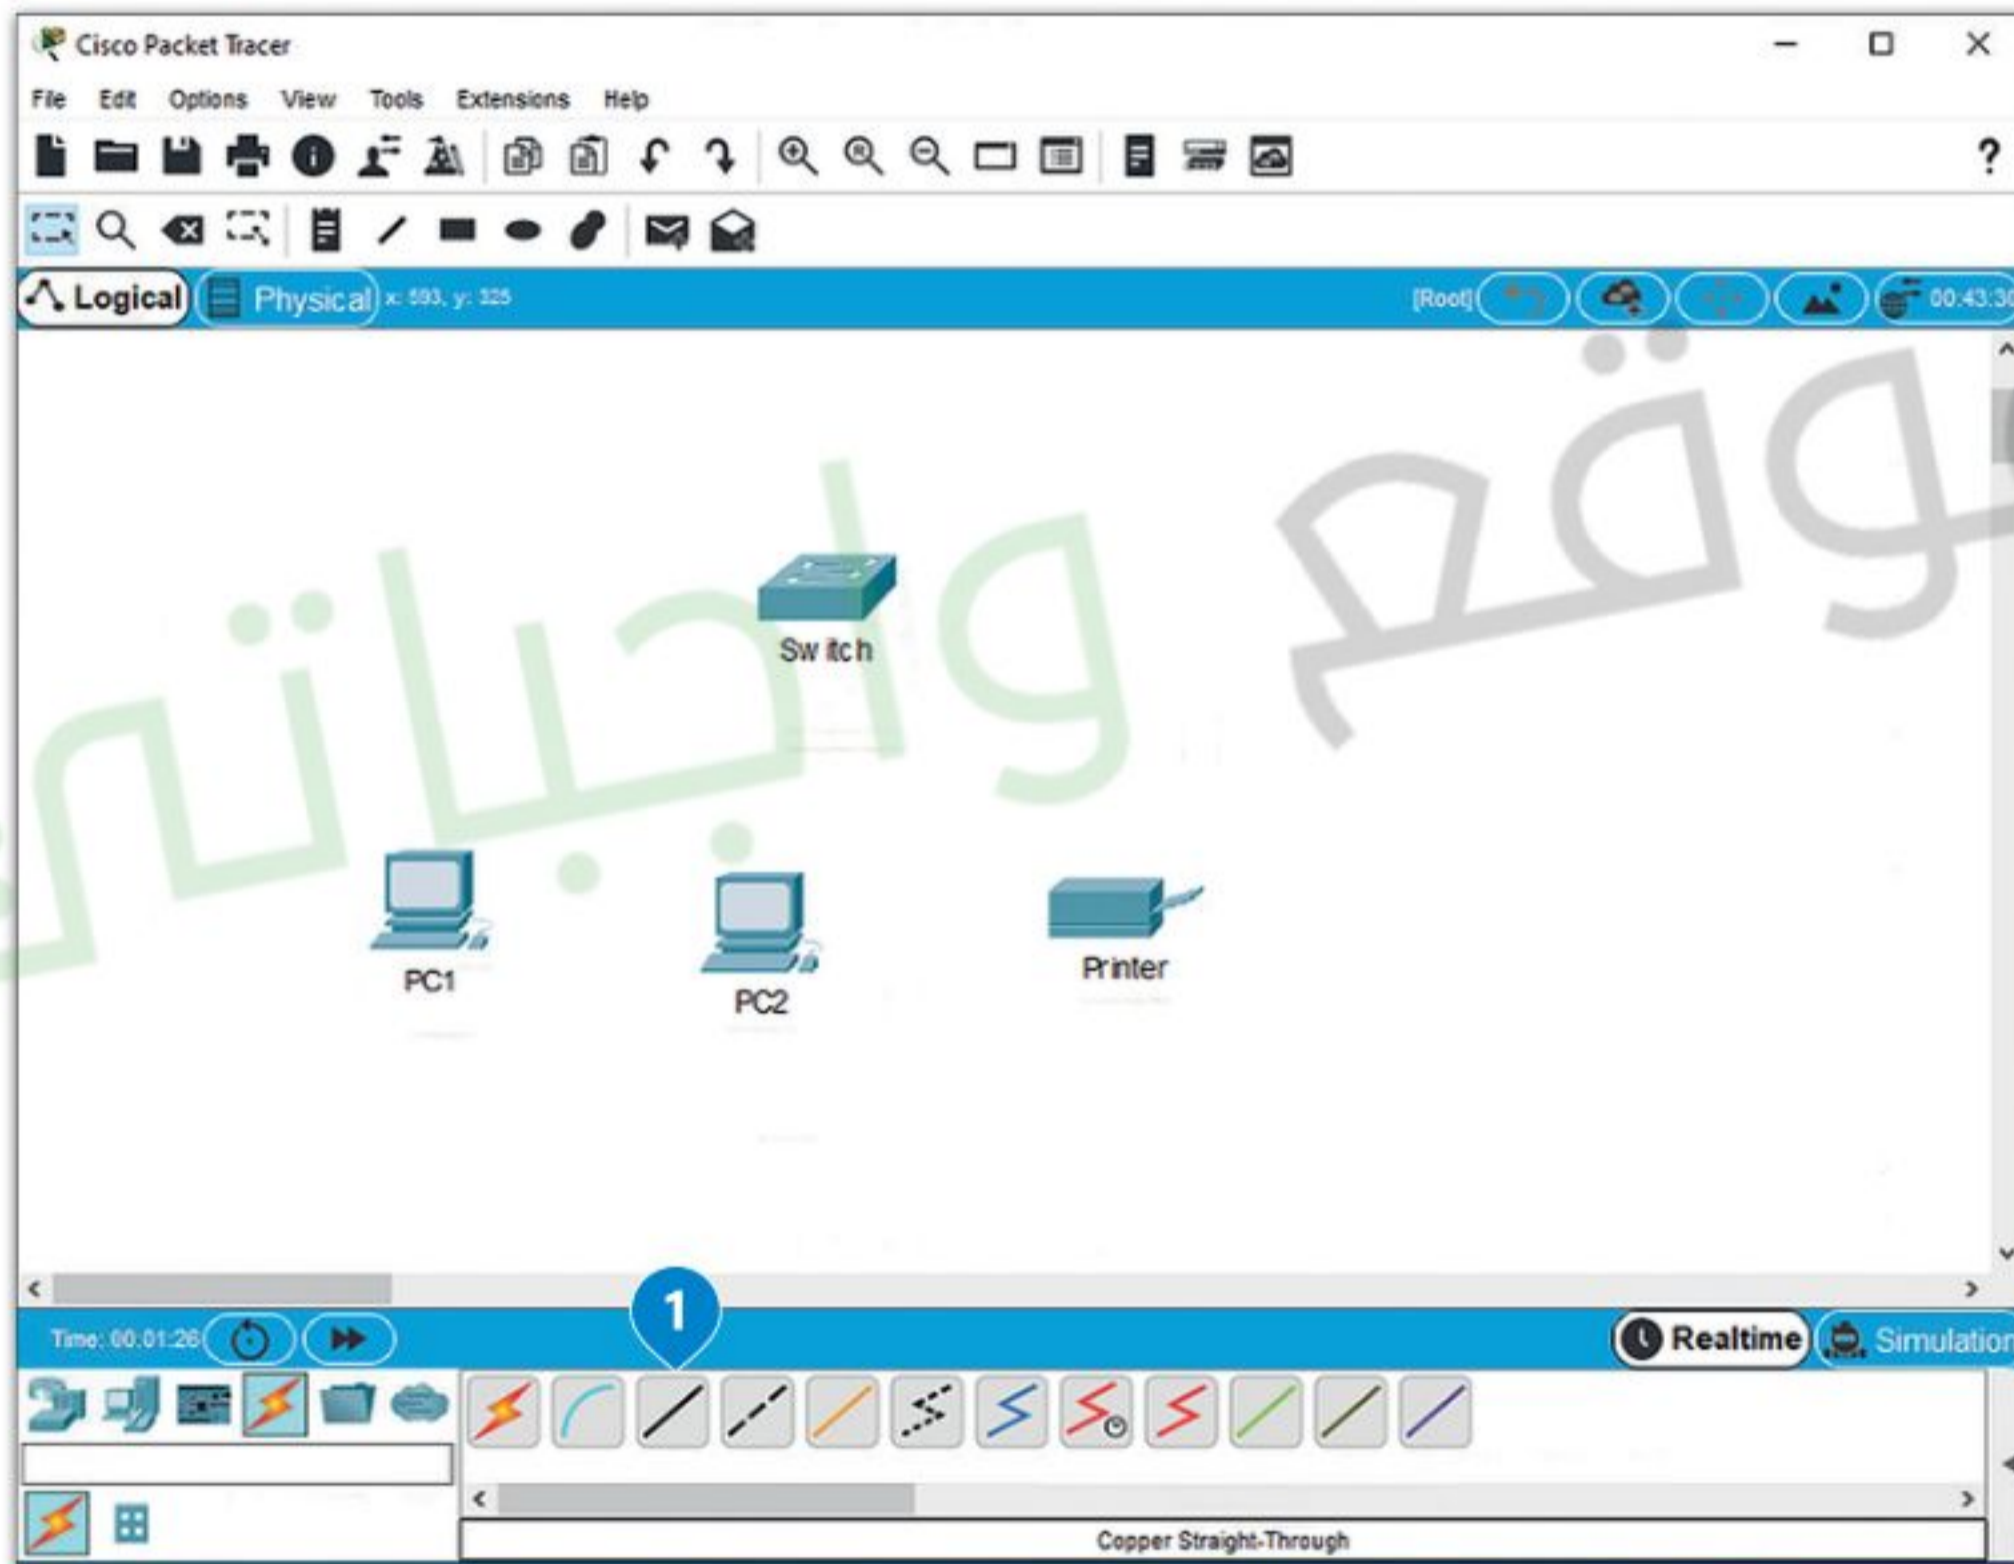 Cisco Packet Tracer
File Edit Options View Tools Extensions Help
?
Logical Physical x: 593, y: 325 [Root] 00:43:30
موقع
واجباتي
Switch
PC1
PC2
Printer
1
Time: 00:01:26 Realtime Simulation
Copper Straight-Through